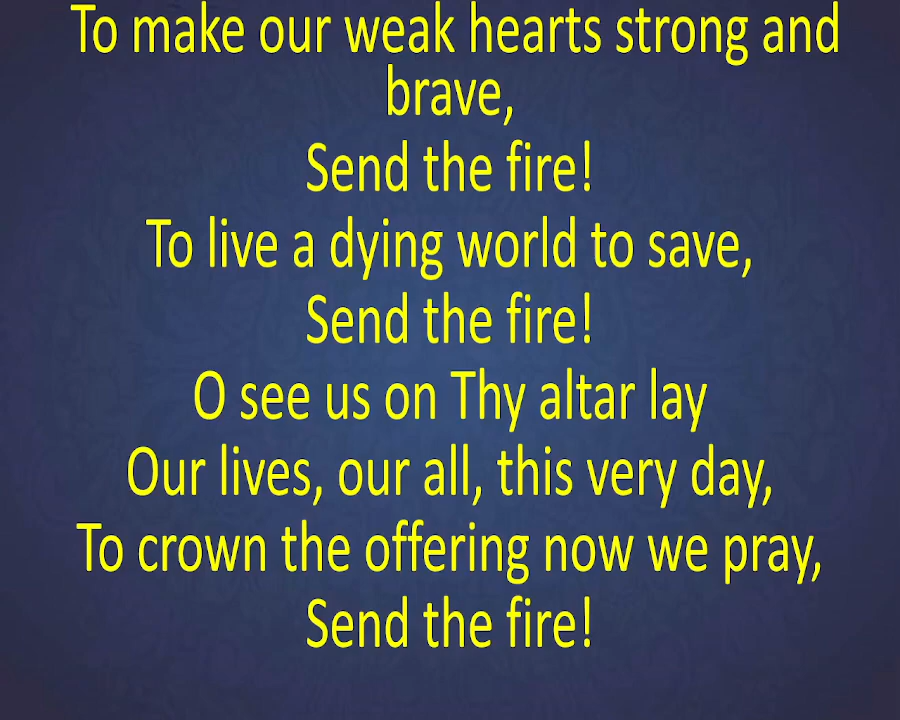 To make our weak hearts strong and
brave,
Send the fire!
To live a dying world to save,
Send the fire!
O see us on Thy altar lay
Our lives, our all, this very day,
To crown the offering now we pray,
Send the fire!